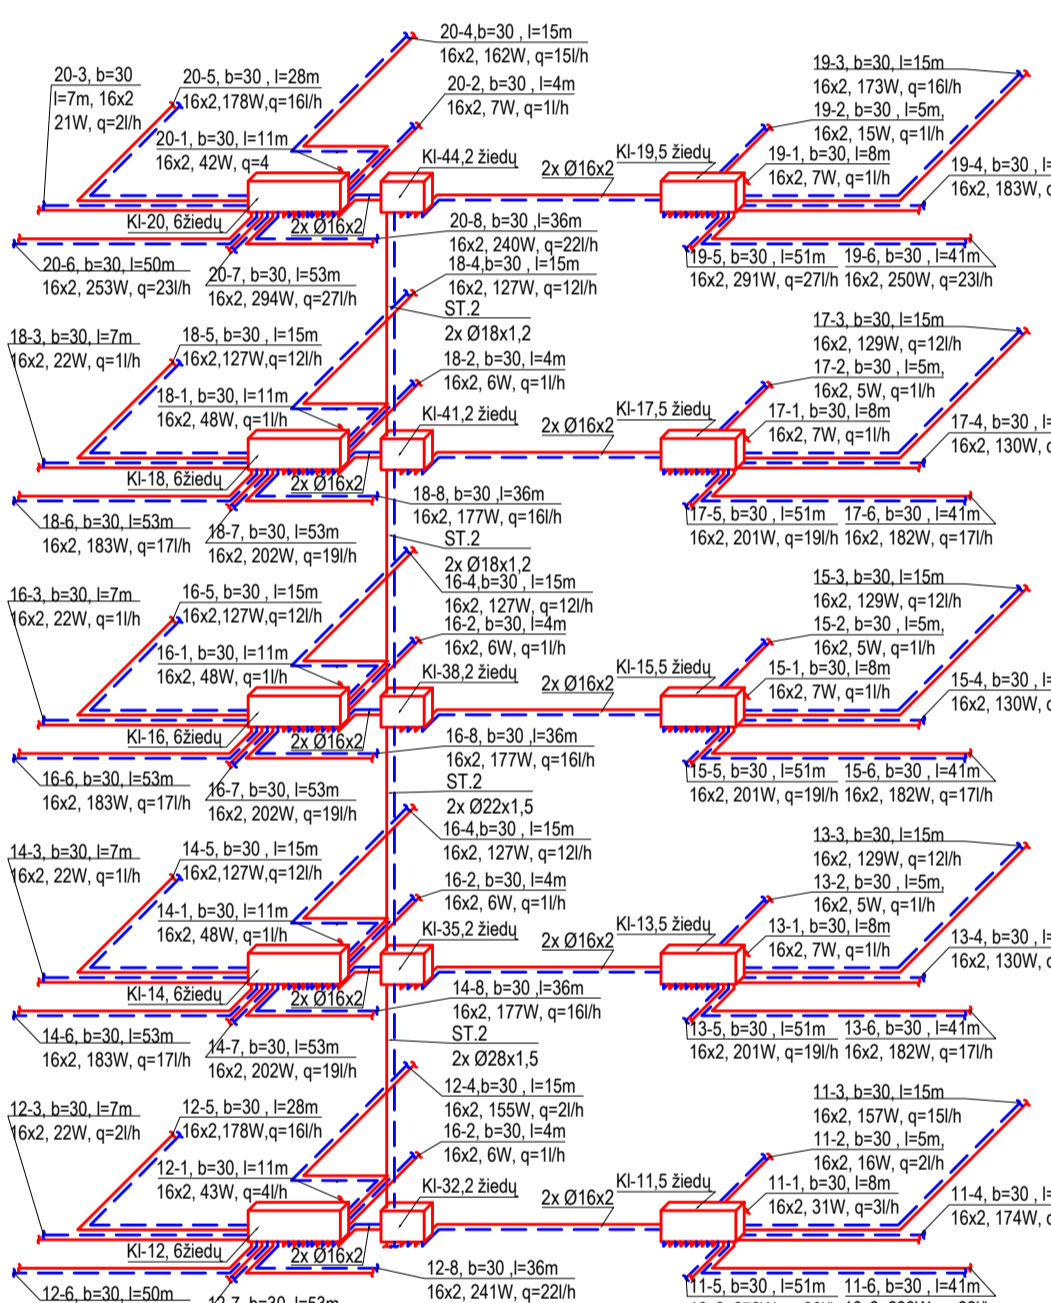 20-4,b=30 , l=15m
16x2, 162W, q=15l/h
20-3, b=30
l=7m, 16x2
21W, q=2l/h
20-5, b=30 , l=28m
16x2,178W,q=16l/h
20-2, b=30 , l=4m
16x2, 7W, q=1l/h
20-1, b=30, l=11m
16x2, 42W, q=4
KI-44,2 žiedų
2x Ø16x2
KI-19,5 žiedų
19-3, b=30, l=15m
16x2, 173W, q=16l/h
19-2, b=30 , l=5m,
16x2, 15W, q=1l/h
19-1, b=30, l=8m
16x2, 7W, q=1l/h
19-4, b=30 , l=
16x2, 183W,
KI-20, 6žiedų
2x Ø16x2
20-8, b=30 , l=36m
16x2, 240W, q=22l/h
20-6, b=30, l=50m
16x2, 253W, q=23l/h
20-7, b=30, l=53m
16x2, 294W, q=27l/h
19-5, b=30 , l=51m
16x2, 291W, q=27l/h
19-6, b=30 , l=41m
16x2, 250W, q=23l/h
18-4,b=30 , l=15m
16x2, 127W, q=12l/h
ST.2
2x Ø18x1,2
18-3, b=30, l=7m
16x2, 22W, q=1l/h
18-5, b=30 , l=15m
16x2,127W,q=12l/h
18-2, b=30, l=4m
16x2, 6W, q=1l/h
18-1, b=30, l=11m
16x2, 48W, q=1l/h
KI-41,2 žiedų
2x Ø16x2
KI-17,5 žiedų
17-3, b=30, l=15m
16x2, 129W, q=12l/h
17-2, b=30 , l=5m,
16x2, 5W, q=1l/h
17-1, b=30, l=8m
16x2, 7W, q=1l/h
17-4, b=30 , l=
16x2, 130W,
KI-18, 6žiedų
2x Ø16x2
18-8, b=30 ,l=36m
16x2, 177W, q=16l/h
18-6, b=30, l=53m
16x2, 183W, q=17l/h
18-7, b=30, l=53m
16x2, 202W, q=19l/h
17-5, b=30 , l=51m
16x2, 201W, q=19l/h
17-6, b=30 , l=41m
16x2, 182W, q=17l/h
ST.2
2x Ø18x1,2
16-4,b=30 , l=15m
16x2, 127W, q=12l/h
16-3, b=30, l=7m
16x2, 22W, q=1l/h
16-5, b=30, l=15m
16x2,127W, q=12l/h
16-2, b=30, l=4m
16x2, 6W, q=1l/h
16-1, b=30, l=11m
16x2, 48W, q=1l/h
KI-38,2 žiedų
2x Ø16x2
KI-15,5 žiedų
15-3, b=30, l=15m
16x2, 129W, q=12l/h
15-2, b=30 , l=5m,
16x2, 5W, q=1l/h
15-1, b=30, l=8m
16x2, 7W, q=1l/h
15-4, b=30 , l=
16x2, 130W,
KI-16, 6žiedų
2x Ø16x2
16-8, b=30 ,l=36m
16x2, 177W, q=16l/h
16-6, b=30, l=53m
16x2, 183W, q=17l/h
16-7, b=30, l=53m
16x2, 202W, q=19l/h
15-5, b=30 , l=51m
16x2, 201W, q=19l/h
15-6, b=30 , l=41m
16x2, 182W, q=17l/h
ST.2
2x Ø22x1,5
16-4,b=30 , l=15m
16x2, 127W, q=12l/h
14-3, b=30, l=7m
16x2, 22W, q=1l/h
14-5, b=30 , l=15m
16x2,127W, q=12l/h
16-2, b=30, l=4m
16x2, 6W, q=1l/h
14-1, b=30, l=11m
16x2, 48W, q=1l/h
KI-35,2 žiedų
2x Ø16x2
KI-13,5 žiedų
13-3, b=30, l=15m
16x2, 129W, q=12l/h
13-2, b=30 , l=5m,
16x2, 5W, q=1l/h
13-1, b=30, l=8m
16x2, 7W, q=1l/h
13-4, b=30 , l=
16x2, 130W,
KI-14, 6žiedų
2x Ø16x2
14-8, b=30 ,l=36m
16x2, 177W, q=16l/h
14-6, b=30, l=53m
16x2, 183W, q=17l/h
14-7, b=30, l=53m
16x2, 202W, q=19l/h
13-5, b=30 , l=51m
16x2, 201W, q=19l/h
13-6, b=30 , l=41m
16x2, 182W, q=17l/h
ST.2
2x Ø28x1,5
12-4,b=30 , l=15m
16x2, 155W, q=2l/h
12-3, b=30, l=7m
16x2, 22W, q=2l/h
12-5, b=30 , l=28m
16x2,178W,q=16l/h
16-2, b=30, l=4m
16x2, 6W, q=1l/h
12-1, b=30, l=11m
16x2, 43W, q=4l/h
KI-32,2 žiedų
2x Ø16x2
KI-11,5 žiedų
11-3, b=30, l=15m
16x2, 157W, q=15l/h
11-2, b=30 , l=5m,
16x2, 16W, q=2l/h
11-1, b=30, l=8m
16x2, 31W, q=3l/h
11-4, b=30 , l=
16x2, 174W,
KI-12, 6žiedų
2x Ø16x2
12-8, b=30 ,l=36m
16x2, 241W, q=22l/h
12-6, b=30, l=50m
12-7, b=30, l=53m
11-5, b=30 , l=51m
11-6, b=30 , l=41m